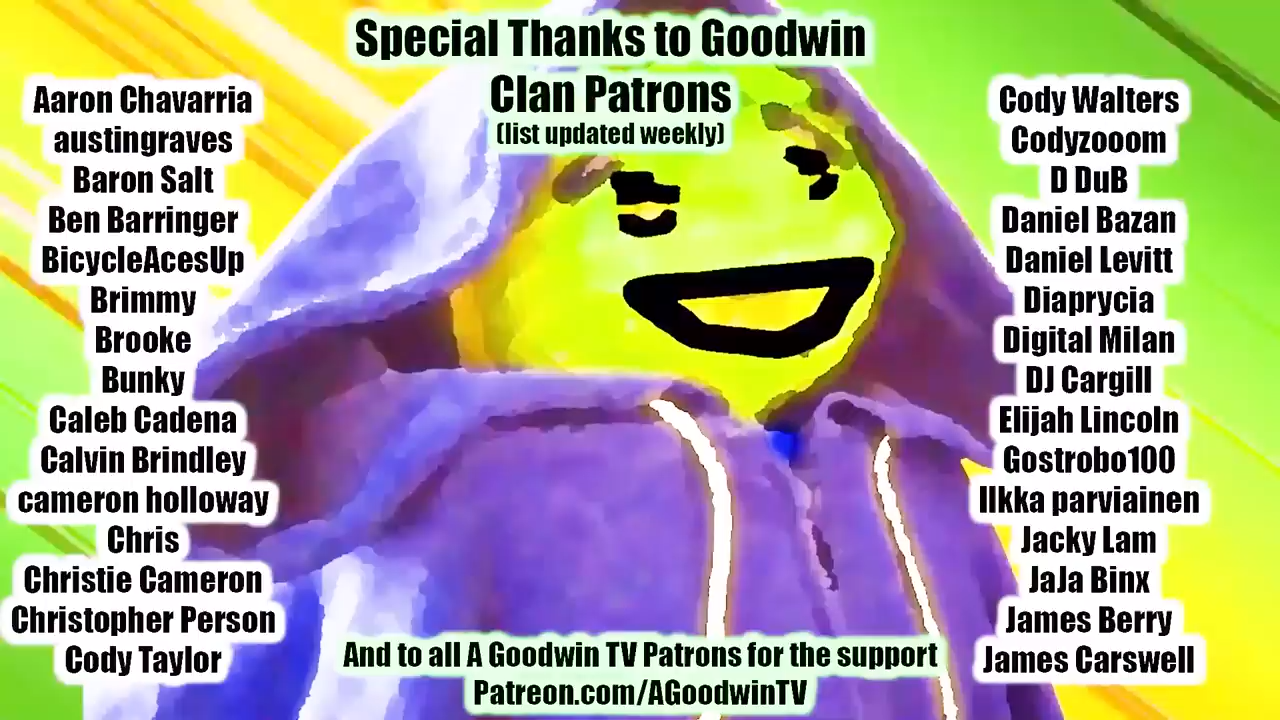 Special Thanks to Goodwin
Clan Patrons
(list updated weekly)
Aaron Chavarria
austingraves
Baron Salt
Ben Barringer
BicycleAcesUp
Brimmy
Brooke
Bunky
Caleb Cadena
Calvin Brindley
cameron holloway
Chris
Christie Cameron
Christopher Person
Cody Taylor
Cody Walters
Codyzooom
D DuB
Daniel Bazan
Daniel Levitt
Diaprycia
Digital Milan
DJ Cargill
Elijah Lincoln
Gostrobo100
Ilkka parviainen
Jacky Lam
JaJa Binx
James Berry
James Carswell
And to all A Goodwin TV Patrons for the support
Patreon.com/AGoodwinTV